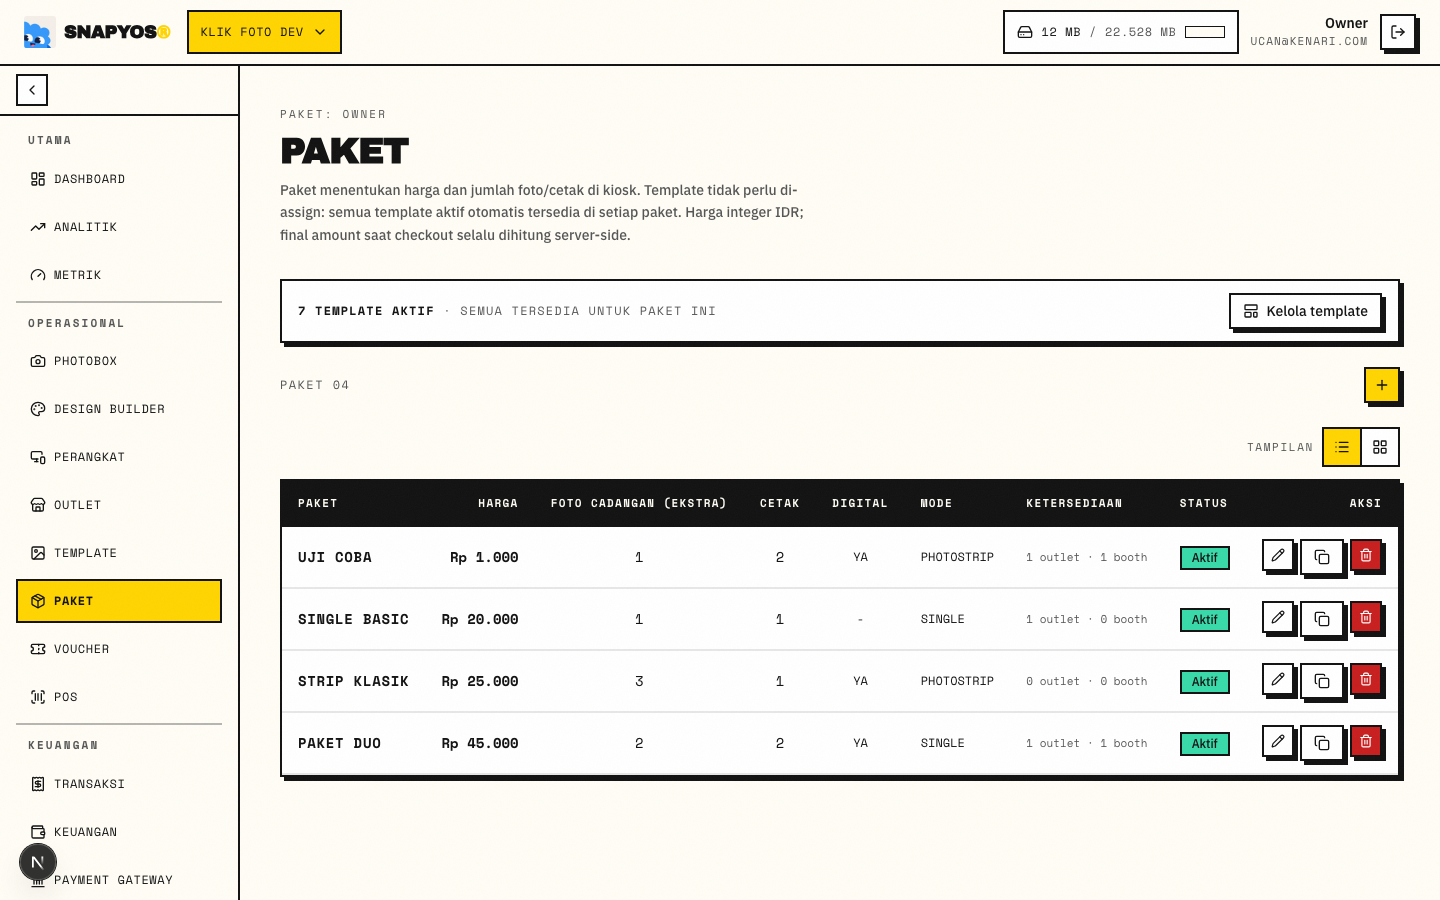 SNAPYOS®
KLIK FOTO DEV
12 MB / 22.528 MB
Owner
UCAN@KENARI.COM
UTAMA
DASHBOARD
ANALITIK
METRIK
OPERASIONAL
PHOTOBOX
DESIGN BUILDER
PERANGKAT
OUTLET
TEMPLATE
PAKET
VOUCHER
POS
KEUANGAN
TRANSAKSI
KEUANGAN
PAYMENT GATEWAY
N
PAKET: OWNER
PAKET
Paket menentukan harga dan jumlah foto/cetak di kiosk. Template tidak perlu di-
assign: semua template aktif otomatis tersedia di setiap paket. Harga integer IDR;
final amount saat checkout selalu dihitung server-side.
7 TEMPLATE AKTIF · SEMUA TERSEDIA UNTUK PAKET INI
Kelola template
PAKET 04
TAMPILAN
PAKET HARGA FOTO CADANGAN (EKSTRA) CETAK DIGITAL MODE KETERSEDIAAN STATUS AKSI
UJI COBA Rp 1.000 1 2 YA PHOTOSTRIP 1 outlet · 1 booth Aktif
SINGLE BASIC Rp 20.000 1 1 - SINGLE 1 outlet · 0 booth Aktif
STRIP KLASIK Rp 25.000 3 1 YA PHOTOSTRIP 0 outlet · 0 booth Aktif
PAKET DUO Rp 45.000 2 2 YA SINGLE 1 outlet · 1 booth Aktif